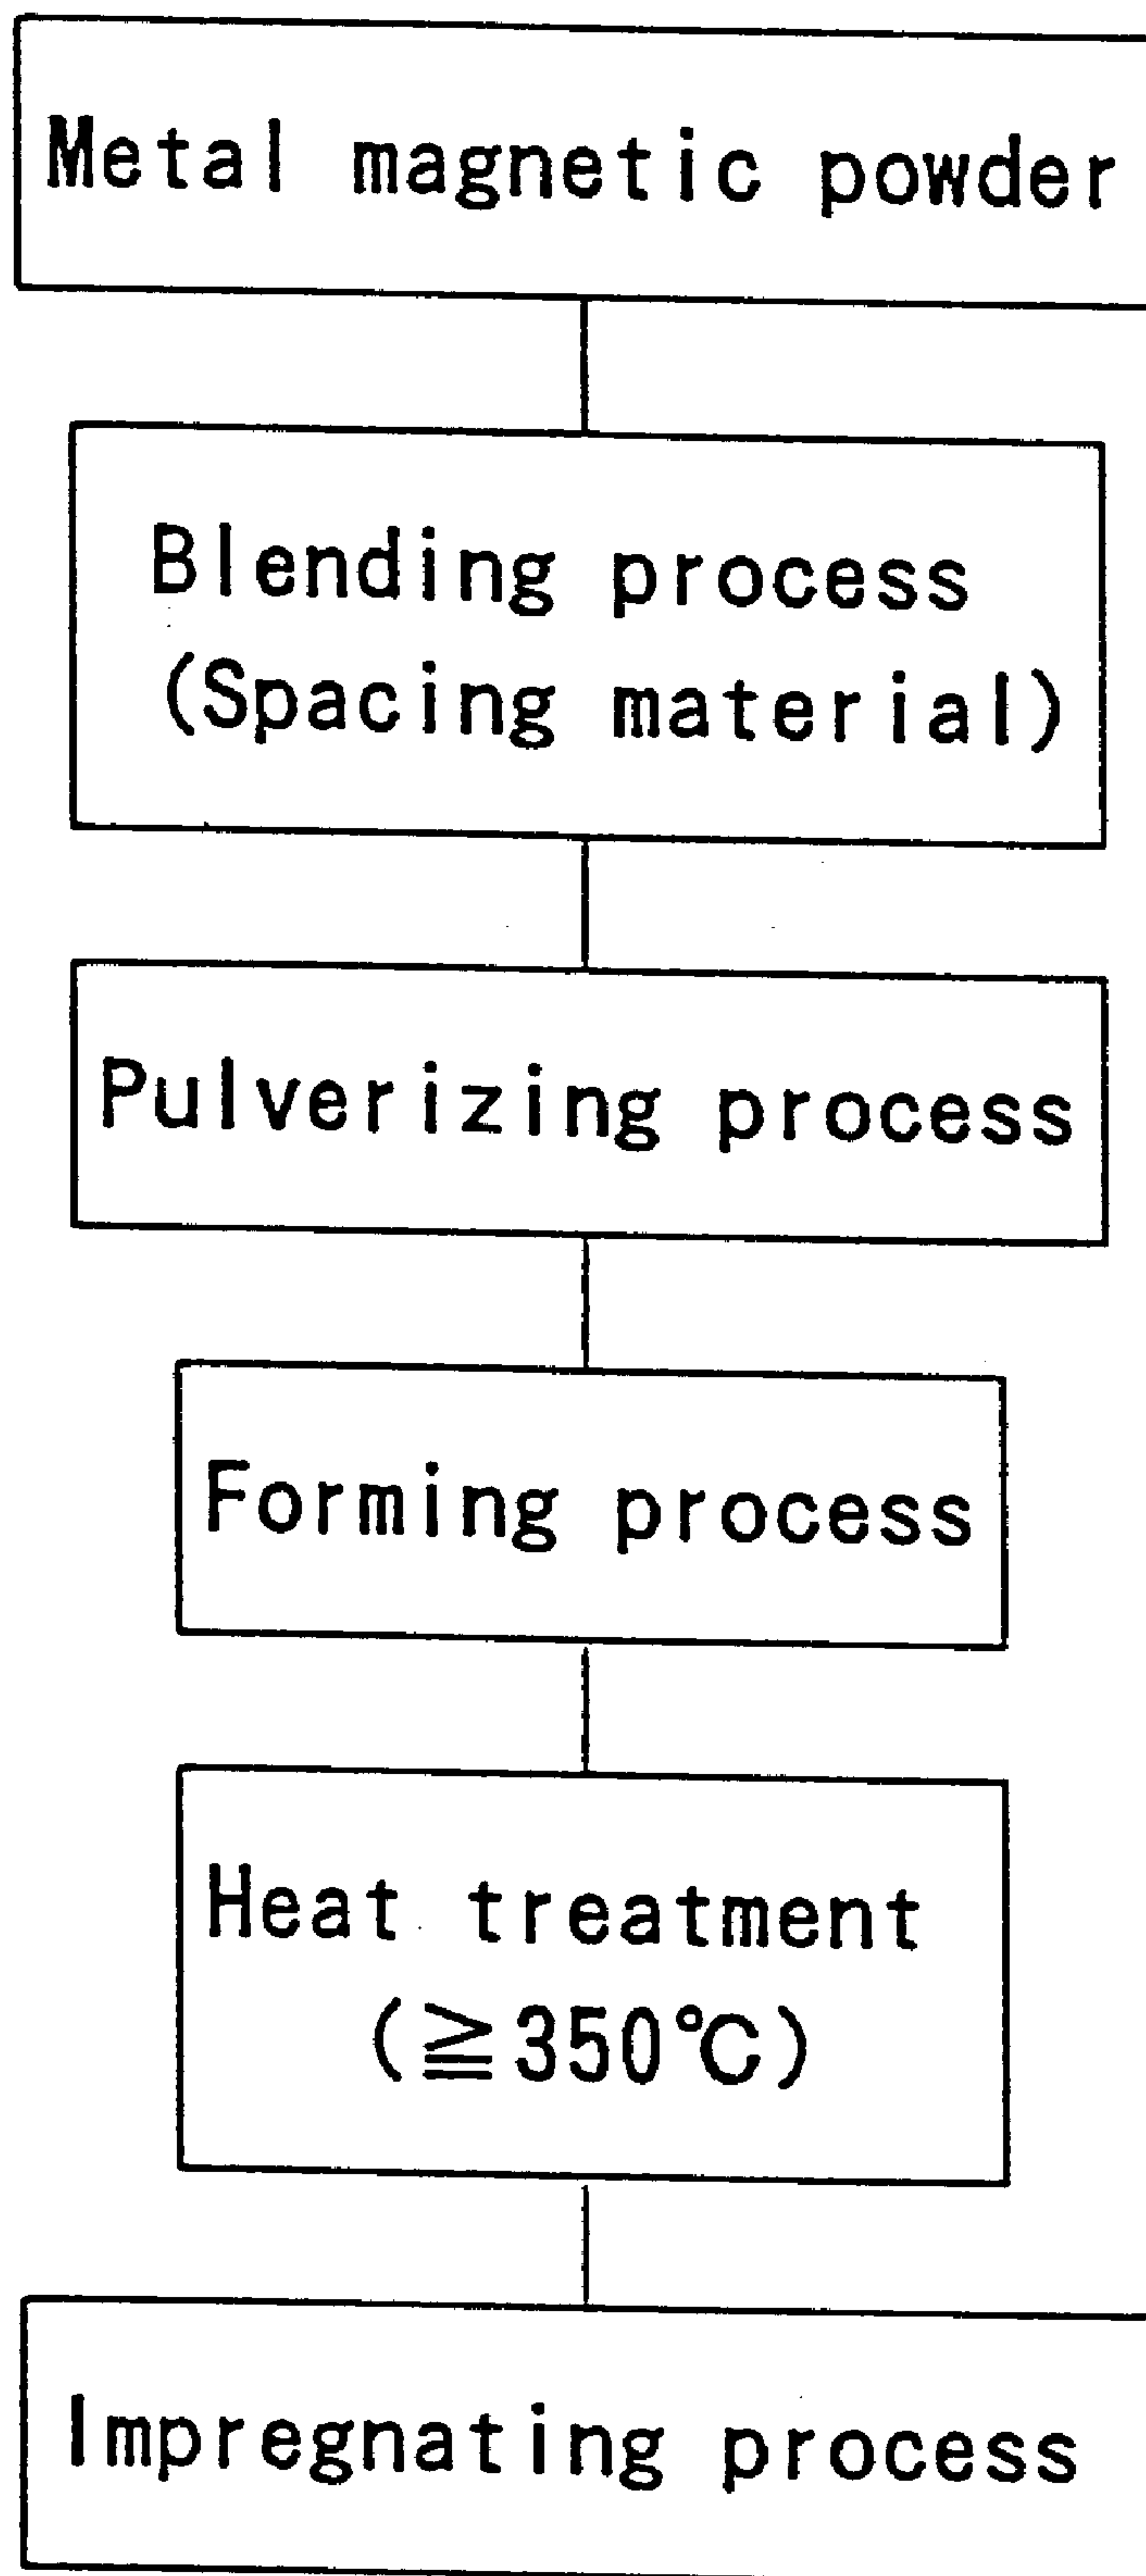 Metal magnetic powder
Blending process
(Spacing material)
Pulverizing process
Forming process
Heat treatment
(≧350℃)
Impregnating process